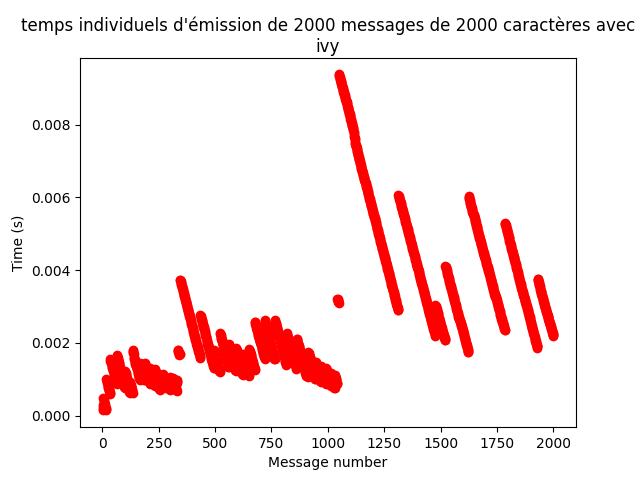 temps individuels d'émission de 2000 messages de 2000 caractères avec
ivy
0.008
0.006
0.004
0.002
0.000
Time (s)
0 250 500 750 1000 1250 1500 1750 2000
Message number